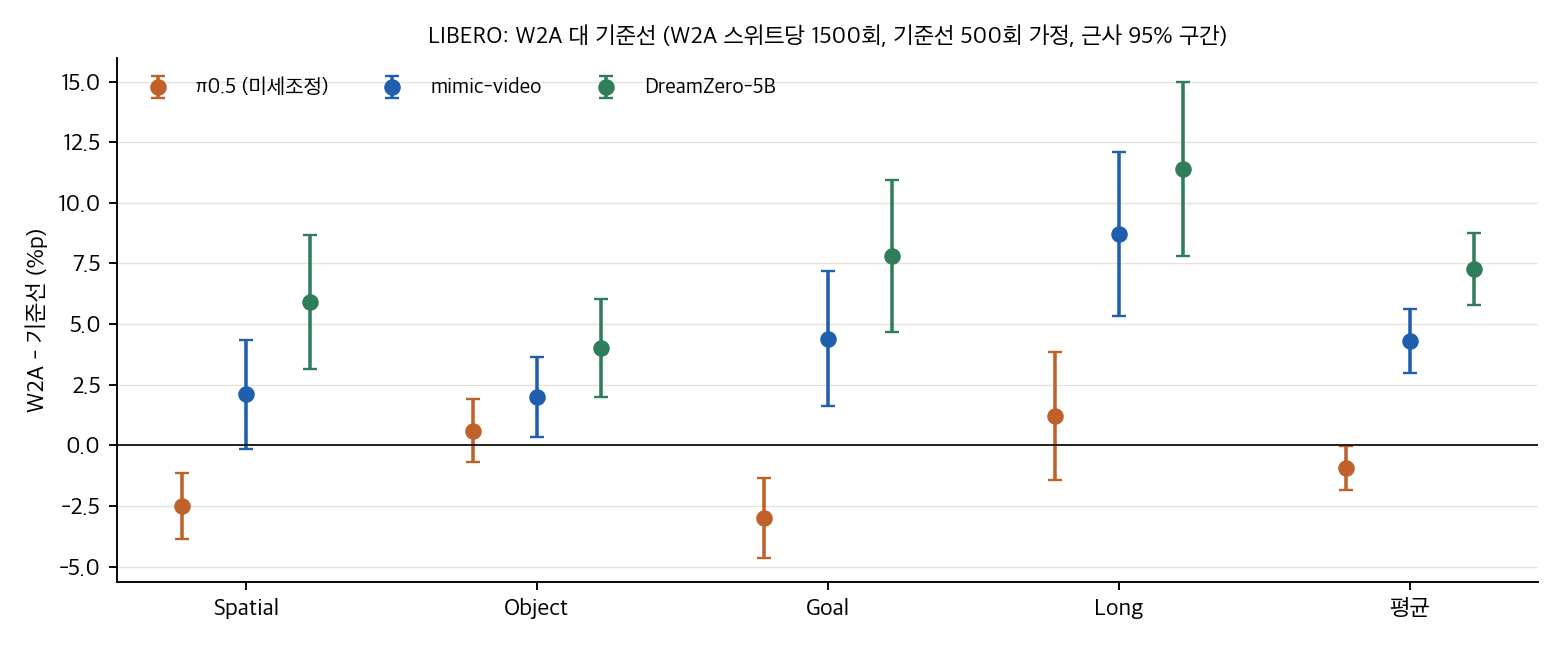 LIBERO: W2A 대 기준선 (W2A 스위트당 1500회, 기준선 500회 가정, 근사 95% 구간)
π0.5 (미세조정)
mimic-video
DreamZero-5B
W2A - 기준선 (%p)
15.0
12.5
10.0
7.5
5.0
2.5
0.0
-2.5
-5.0
Spatial
Object
Goal
Long
평균